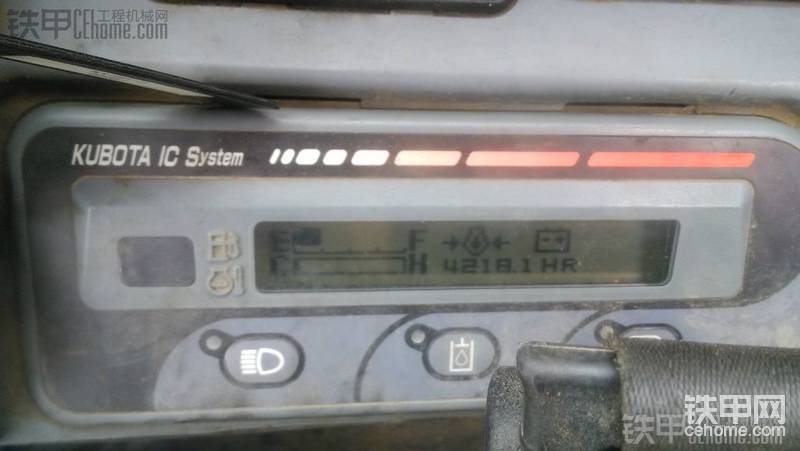 铁甲 工程机械网
CEhome.com
KUBOTA IC System
E F
C H 4218.1 HR
铁甲网
cehome.com